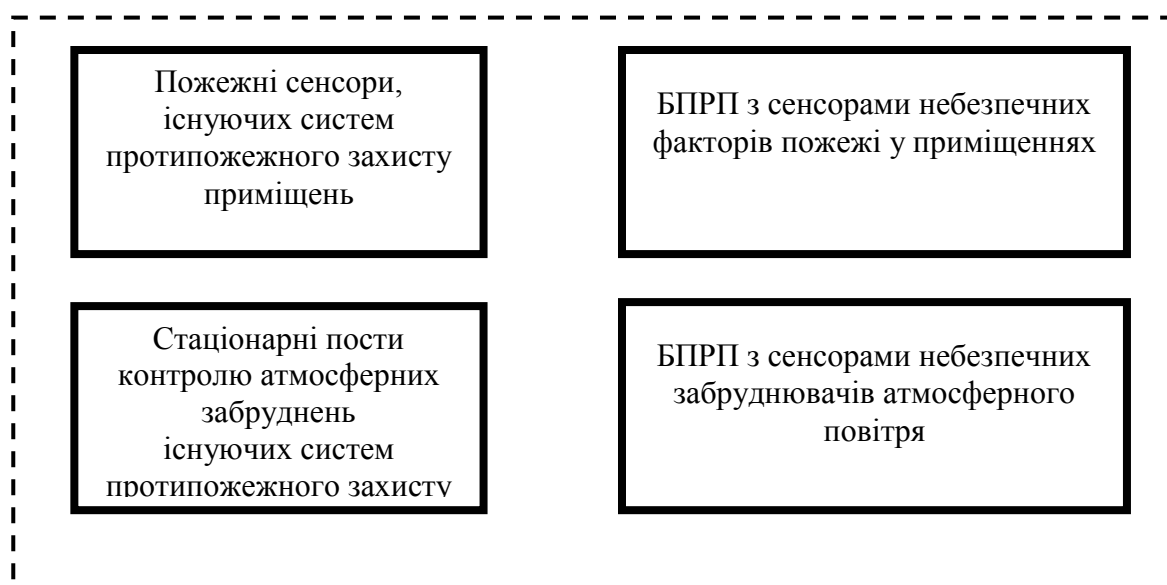 Пожежні сенсори,
існуючих систем
протипожежного захисту
приміщень
БПРП з сенсорами небезпечних
факторів пожежі у приміщеннях
Стаціонарні пости
контролю атмосферних
забруднень
існуючих систем
протипожежного захисту
БПРП з сенсорами небезпечних
забруднювачів атмосферного
повітря